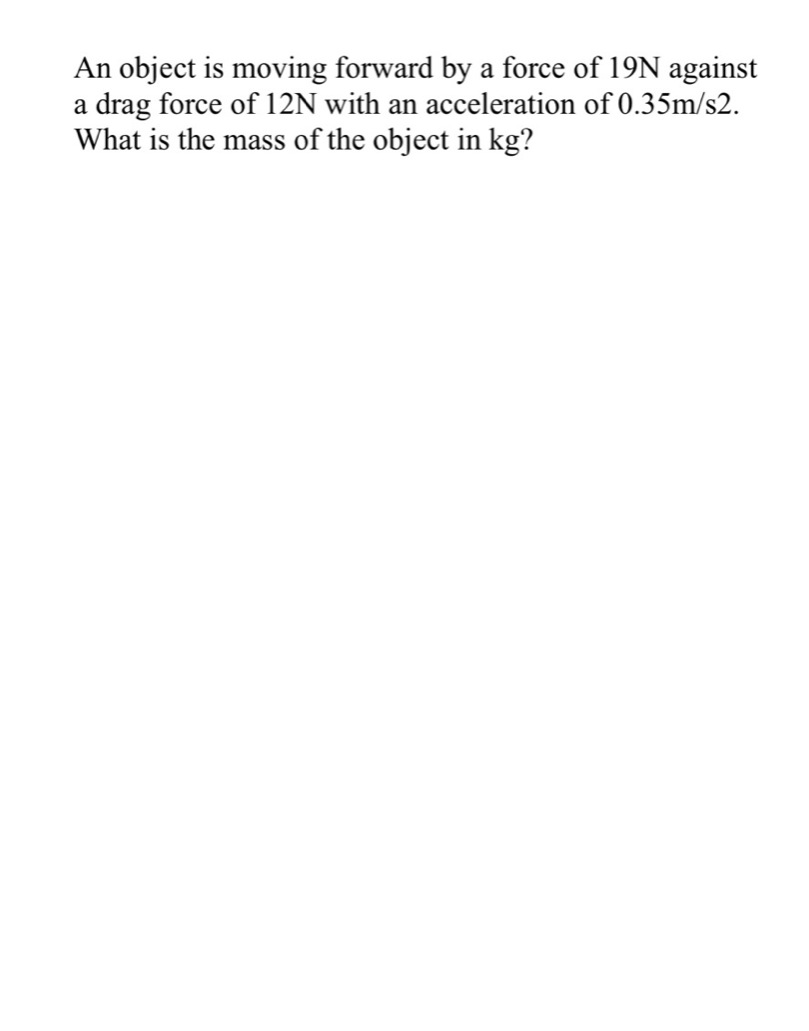 An object is moving forward by a force of 19N against
a drag force of 12N with an acceleration of 0.35m/s2.
What is the mass of the object in kg?